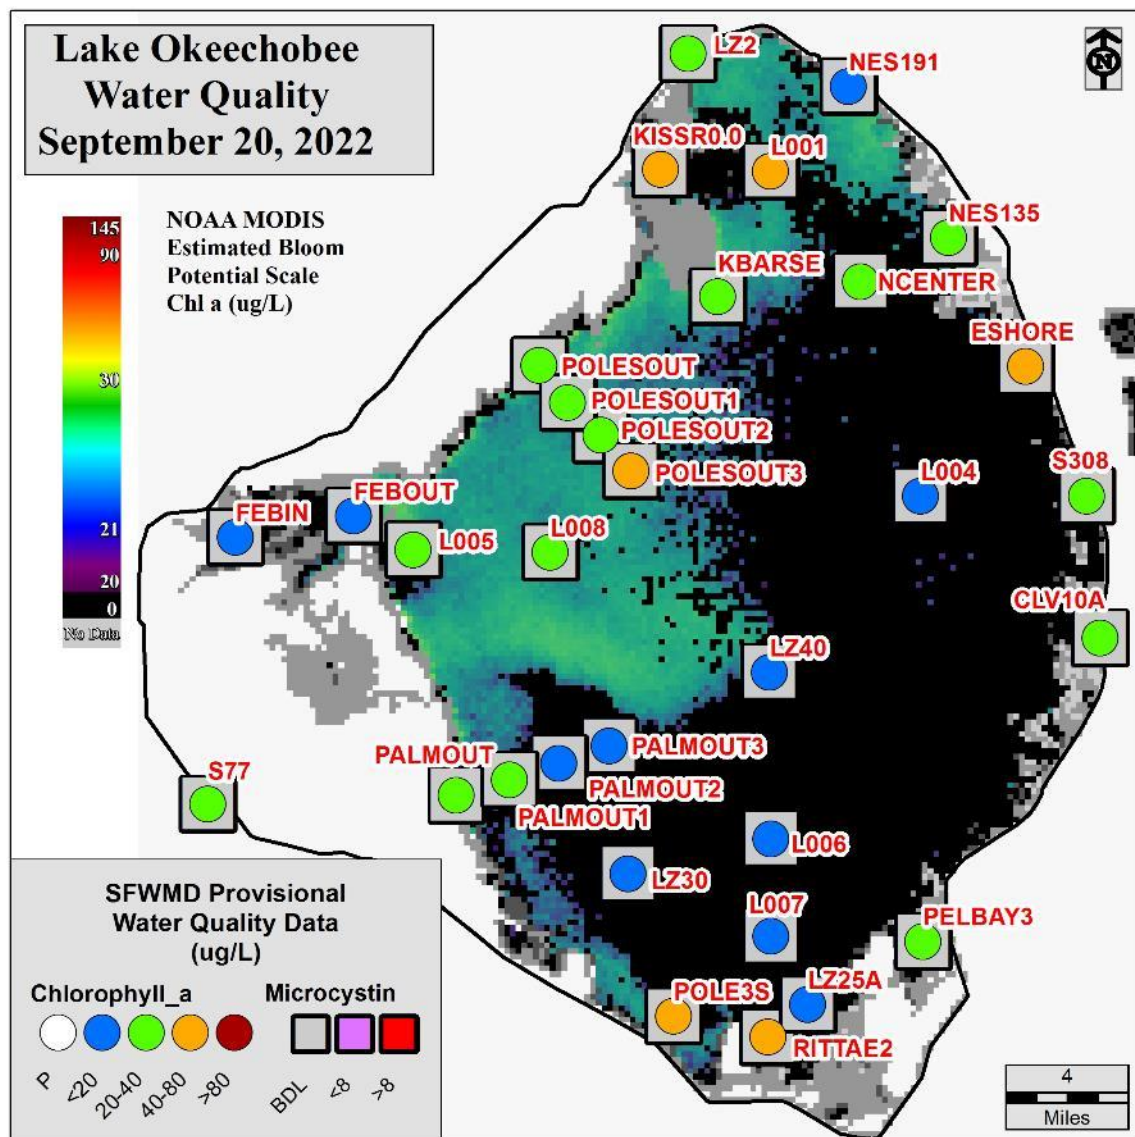 Lake Okeechobee
Water Quality
September 20, 2022
N
NOAA MODIS
Estimated Bloom
Potential Scale
Chl a (ug/L)
145
90
30
21
20
0
No Data
LZ2
NES191
KISSR0.0
L001
NES135
KBARSE
NCENTER
ESHORE
POLESOUT
POLESOUT1
POLESOUT2
POLESOUT3
L004
S308
FEBOUT
FEBIN
L005
L008
CLV10A
LZ40
PALMOUT3
PALMOUT
S77
PALMOUT2
PALMOUT1
L006
LZ30
L007
PELBAY3
LZ25A
POLE3S
RITTAE2
SFWMD Provisional
Water Quality Data
(ug/L)
Chlorophyll_a
Microcystin
P
<20
20-40
40-80
>80
BDL
<8
>8
4
Miles